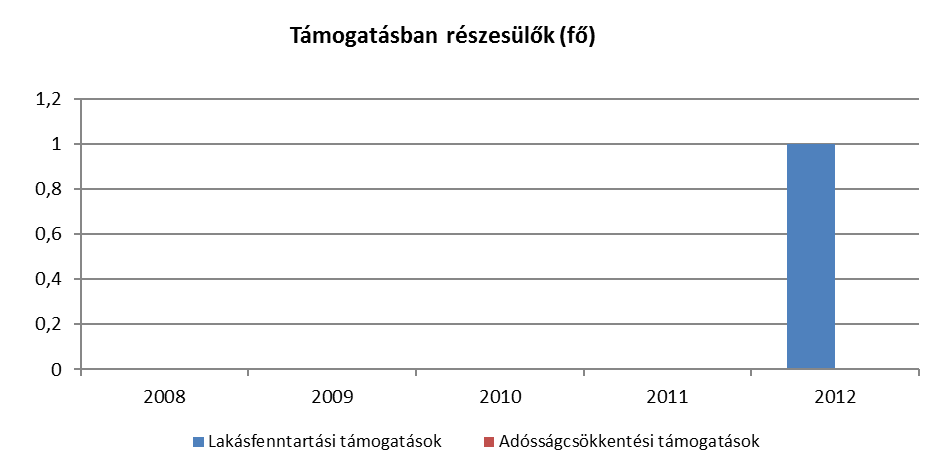 Támogatásban részesülők (fő)
1,2
1
0,8
0,6
0,4
0,2
0
2008 2009 2010 2011 2012
Lakásfenntartási támogatások Adósságcsökkentési támogatások